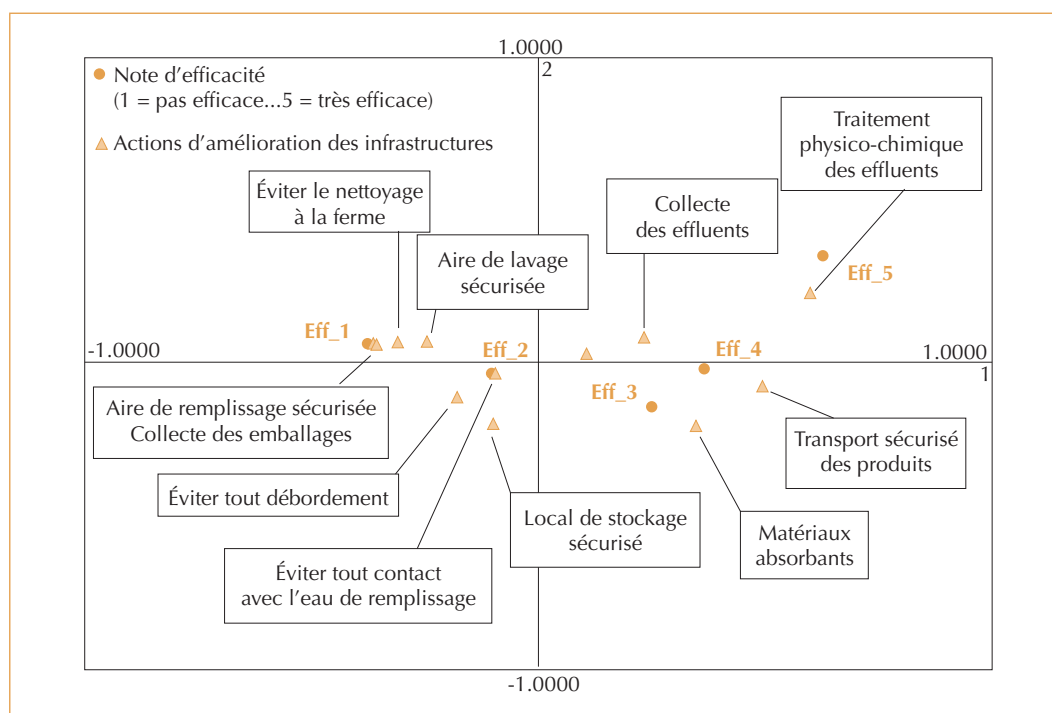 1.0000
2
Note d'efficacité
(1 = pas efficace...5 = très efficace)
Actions d'amélioration des infrastructures
Traitement
physico-chimique
des effluents
Éviter le nettoyage
à la ferme
Collecte
des effluents
Aire de lavage
sécurisée
Eff_5
Eff_1
Eff_2
Eff_4
-1.0000
1.0000
1
Eff_3
Aire de remplissage sécurisée
Collecte des emballages
Transport sécurisé
des produits
Éviter tout débordement
Local de stockage
sécurisé
Matériaux
absorbants
Éviter tout contact
avec l'eau de remplissage
-1.0000